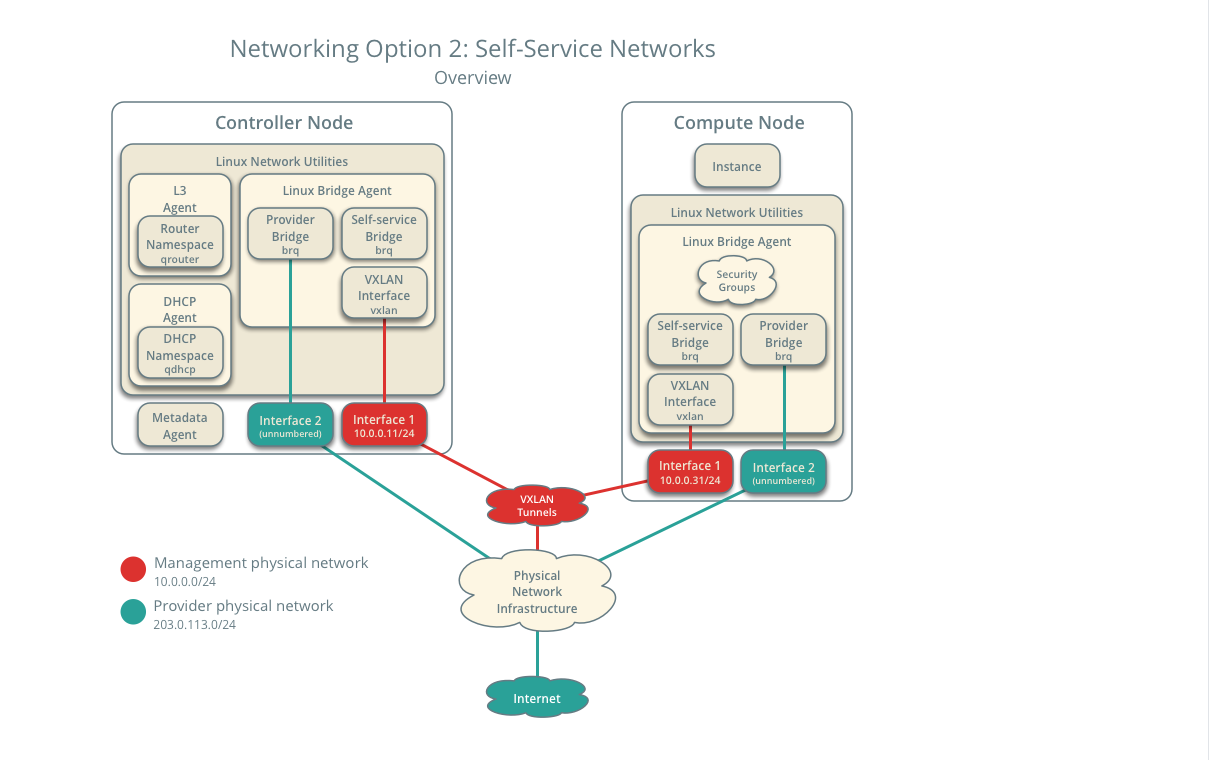 Networking Option 2: Self-Service Networks
Overview
Controller Node
Linux Network Utilities
L3
Agent
Router
Namespace
qrouter
DHCP
Agent
DHCP
Namespace
qdhcp
Linux Bridge Agent
Provider
Bridge
brq
Self-service
Bridge
brq
VXLAN
Interface
vxlan
Metadata
Agent
Interface 2
(unnumbered)
Interface 1
10.0.0.11/24
Compute Node
Instance
Linux Network Utilities
Linux Bridge Agent
Security
Groups
Self-service
Bridge
brq
Provider
Bridge
brq
VXLAN
Interface
vxlan
Interface 1
10.0.0.31/24
Interface 2
(unnumbered)
VXLAN
Tunnels
Physical
Network
Infrastructure
Internet
Management physical network
10.0.0.0/24
Provider physical network
203.0.113.0/24